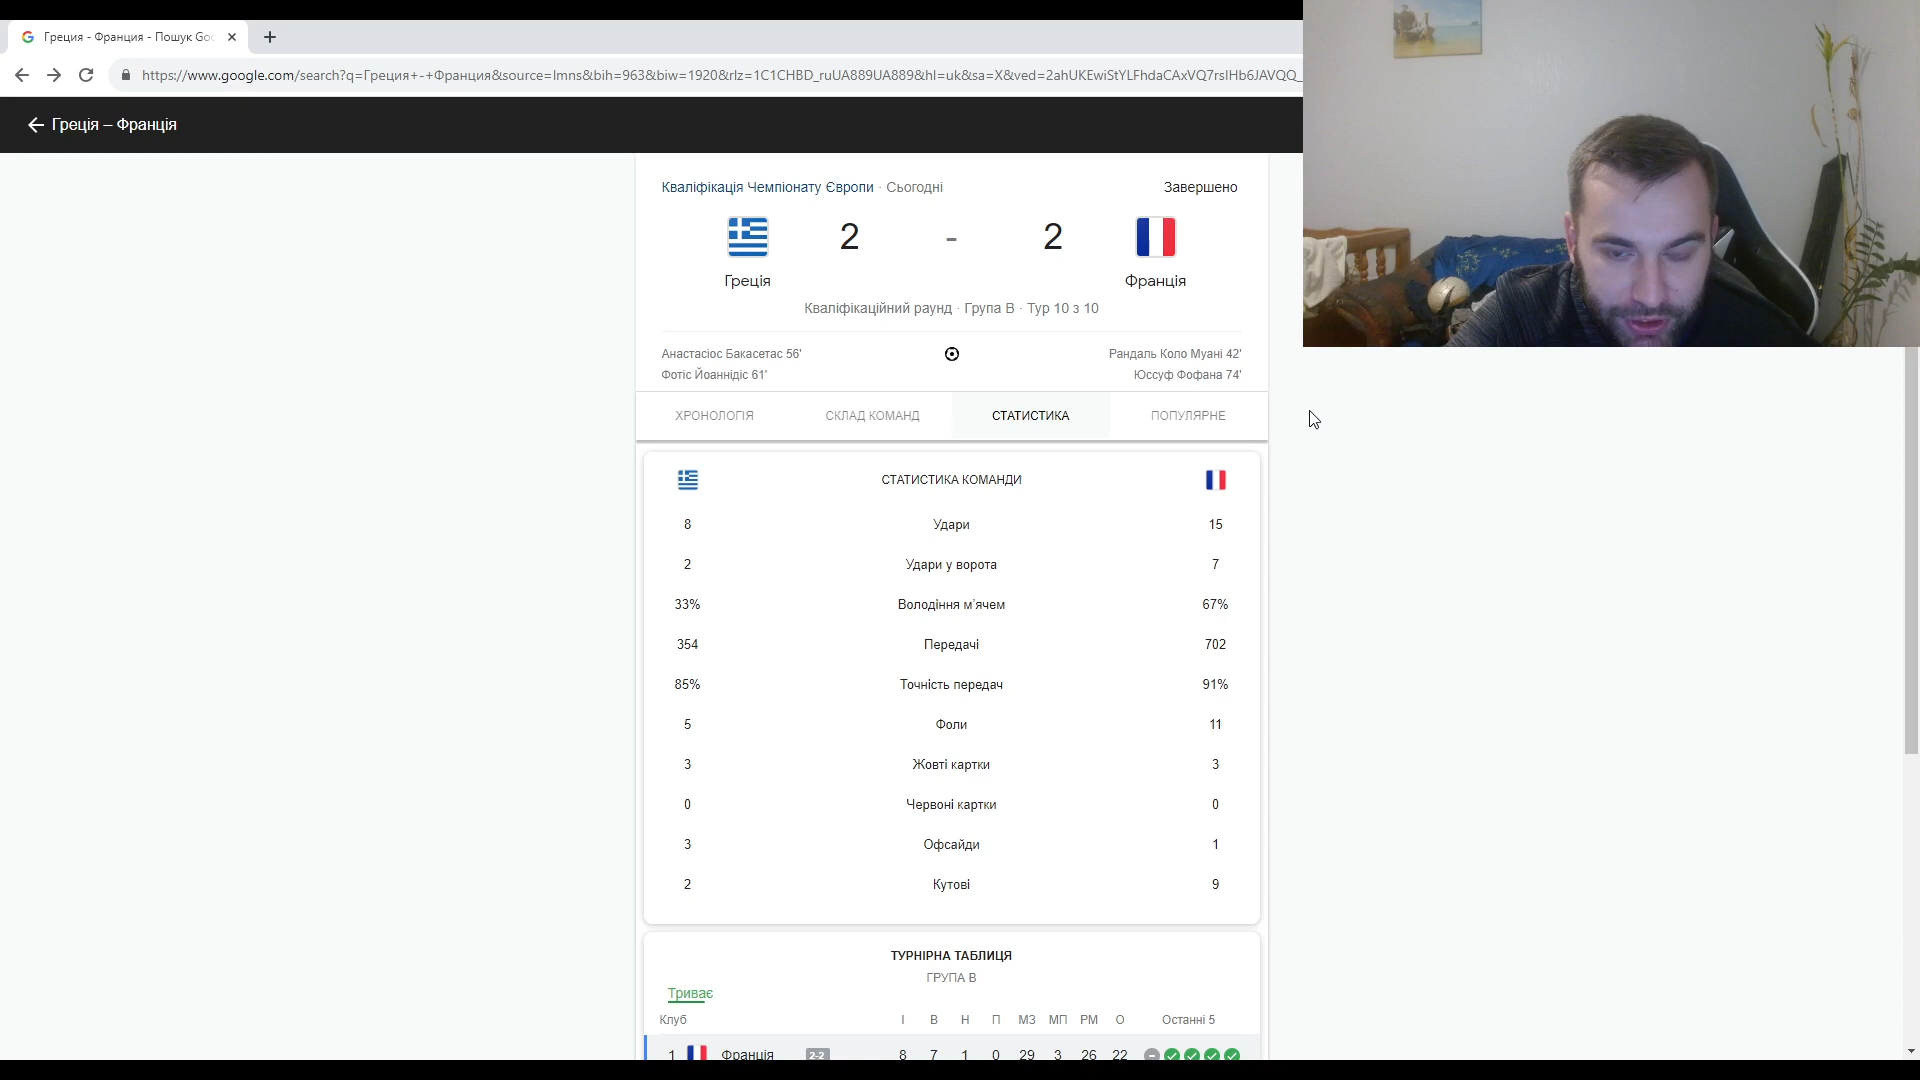 Греция - Франция - Пошук Goo
https://www.google.com/search?q=Греция+-+Франция&source=lmns&bih=963&biw=1920&rlz=1C1CHBD_ruUA889UA889&hl=uk&sa=X&ved=2ahUKEwiStYLFhdaCAxVQ7rsIHb6JAVQQ_
Греція – Франція
Кваліфікація Чемпіонату Європи · Сьогодні
Завершено
2 - 2
Греція
Франція
Кваліфікаційний раунд · Група B · Тур 10 з 10
Анастасіос Бакасетас 56'
Рандаль Коло Муані 42'
Фотіс Йоаннідіс 61'
Юссуф Фофана 74'
ХРОНОЛОГІЯ СКЛАД КОМАНД СТАТИСТИКА ПОПУЛЯРНЕ
СТАТИСТИКА КОМАНДИ
8 Удари 15
2 Удари у ворота 7
33% Володіння м'ячем 67%
354 Передачі 702
85% Точність передач 91%
5 Фоли 11
3 Жовті картки 3
0 Червоні картки 0
3 Офсайди 1
2 Кутові 9
ТУРНІРНА ТАБЛИЦЯ
ГРУПА B
Триває
Клуб І В Н П МЗ МП РМ О Останні 5
1 Франція 2-2 8 7 1 0 29 3 26 22